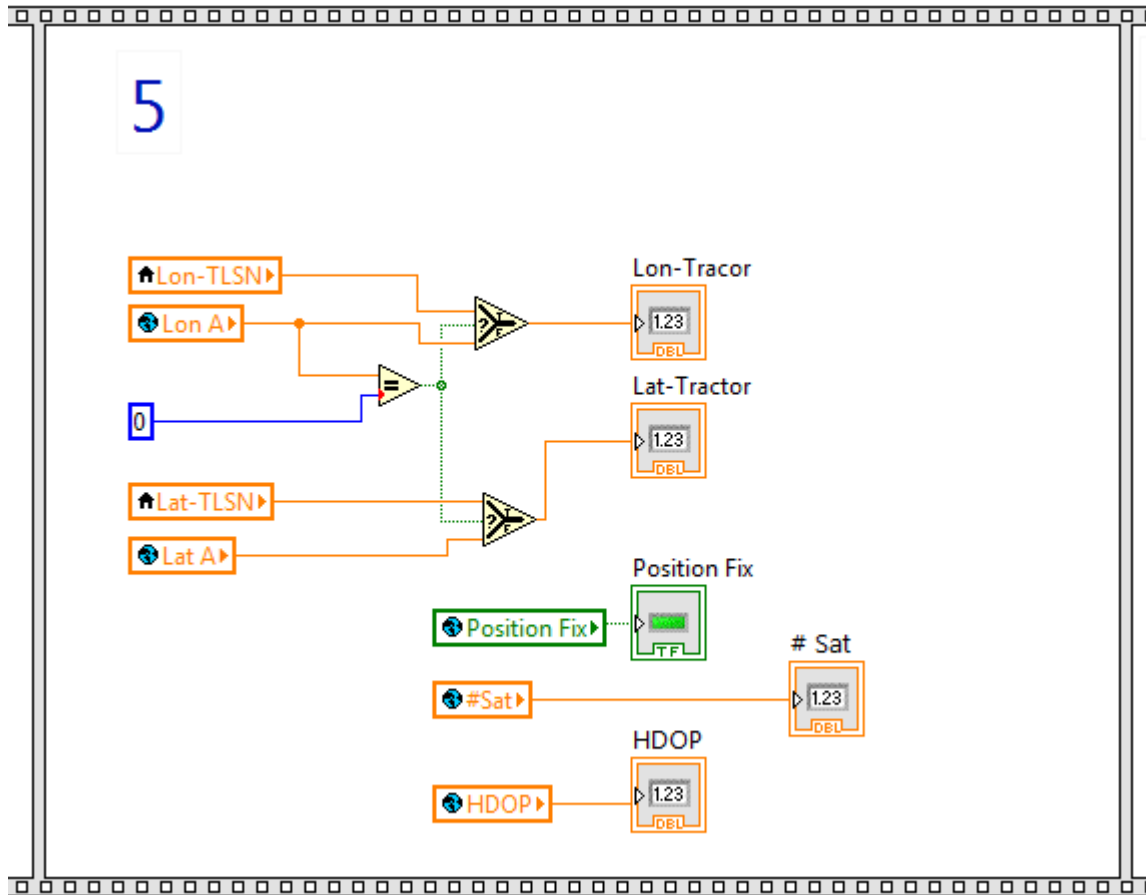 5
Lon-TLSN
Lon A
=
0
?
T
F
Lon-Tracor
1.23
DBL
Lat-Tractor
1.23
DBL
Lat-TLSN
Lat A
?
T
F
Position Fix
Position Fix
TF
# Sat
#Sat
1.23
DBL
HDOP
HDOP
1.23
DBL